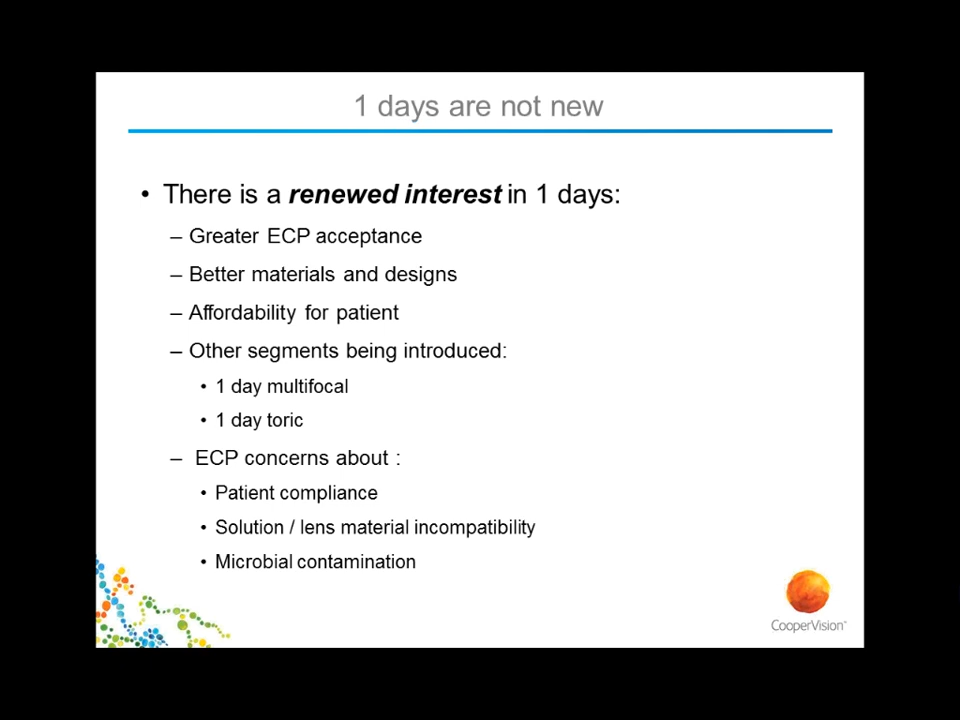 1 days are not new
• There is a renewed interest in 1 days:
– Greater ECP acceptance
– Better materials and designs
– Affordability for patient
– Other segments being introduced:
• 1 day multifocal
• 1 day toric
– ECP concerns about :
• Patient compliance
• Solution / lens material incompatibility
• Microbial contamination
CooperVision™